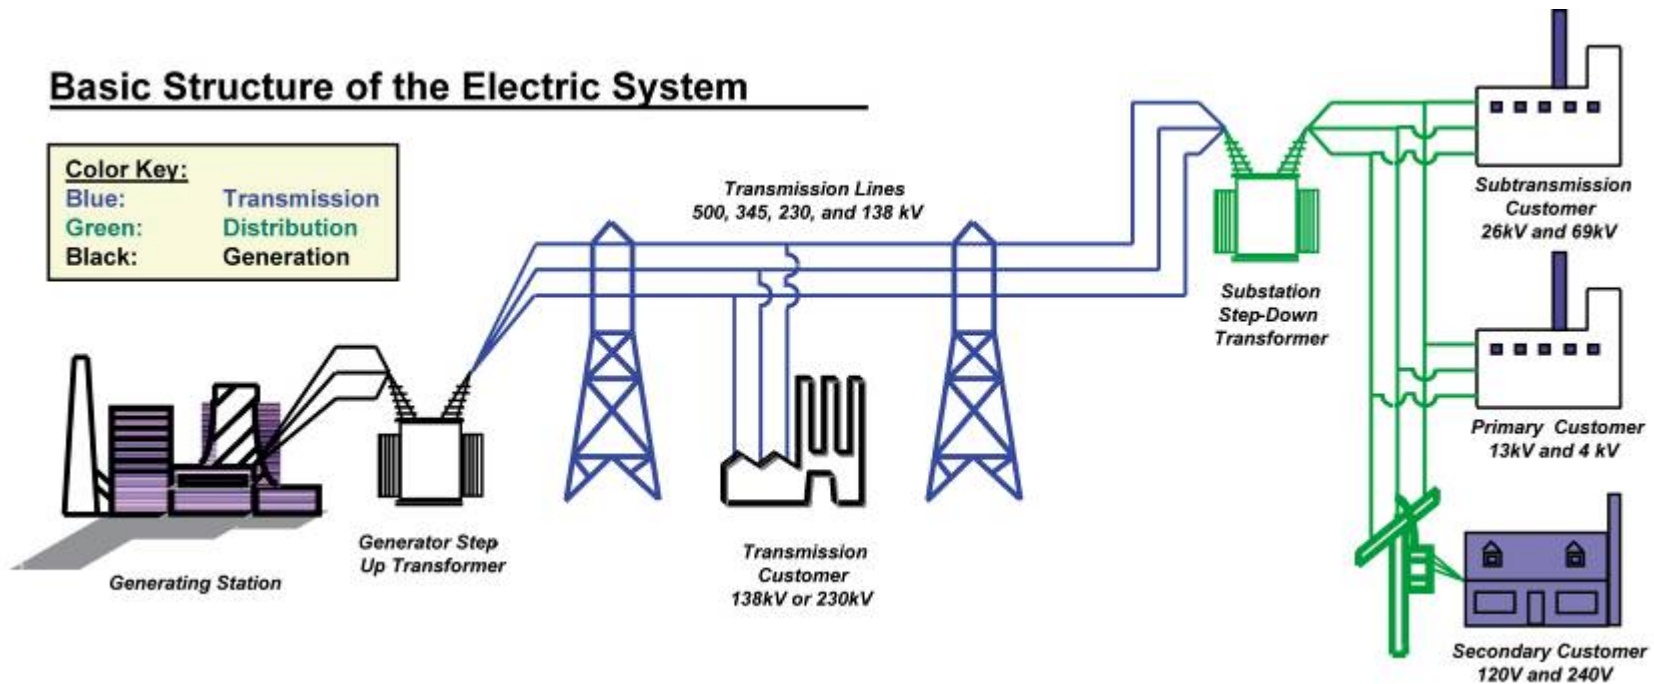 Basic Structure of the Electric System
Color Key:
Blue: Transmission
Green: Distribution
Black: Generation
Transmission Lines
500, 345, 230, and 138 kV
Generating Station
Generator Step
Up Transformer
Transmission
Customer
138kV or 230kV
Substation
Step-Down
Transformer
Subtransmission
Customer
26kV and 69kV
Primary Customer
13kV and 4 kV
Secondary Customer
120V and 240V